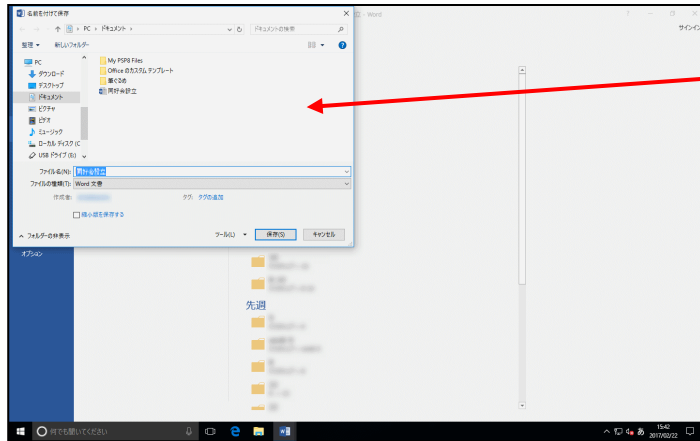 名前を付けて保存
- Word
サインイン
PC > ドキュメント >
ドキュメントの検索
整理 新しいフォルダー
PC
ダウンロード
デスクトップ
ドキュメント
ピクチャ
ビデオ
ミュージック
ローカル ディスク (C
USB ドライブ (E:)
My PSP8 Files
Office のカスタム テンプレート
筆ぐるめ
同好会設立
ファイル名(N): 同好会設立
ファイルの種類(T): Word 文書
作成者:
タグ: タグの追加
縮小版を保存する
フォルダーの非表示
ツール(L) 保存(S) キャンセル
オプション
先週
何でも聞いてください
あ
15:42
2017/02/22